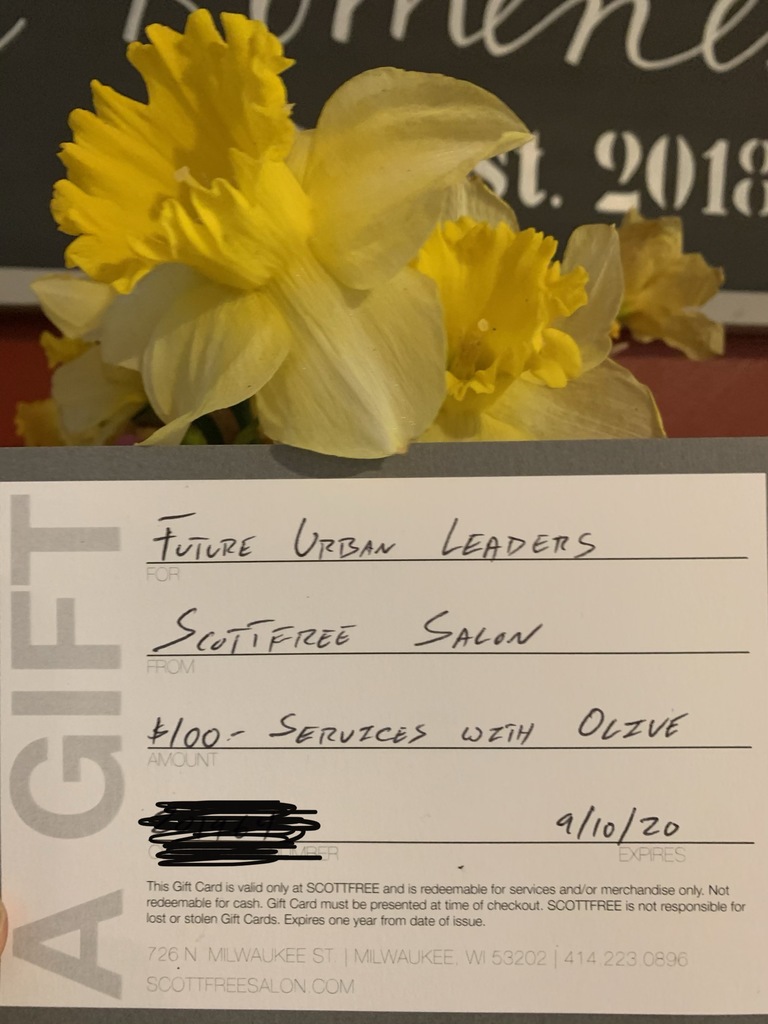 st. 2018
A GIFT
FUTURE URBAN LEADERS
FOR
SCOTTFREE SALON
FROM
$100- SERVICES WITH OLIVE
AMOUNT
9/10/20
EXPIRES
This Gift Card is valid only at SCOTTFREE and is redeemable for services and/or merchandise only. Not
redeemable for cash. Gift Card must be presented at time of checkout. SCOTTFREE is not responsible for
lost or stolen Gift Cards. Expires one year from date of issue.
726 N MILWAUKEE ST | MILWAUKEE, WI 53202 | 414.223.0896
SCOTTFREESALON.COM